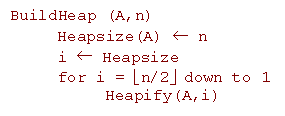 BuildHeap (A,n)
Heapsize(A) ← n
i ← Heapsize
for i = ⌊n/2⌋ down to 1
Heapify(A,i)